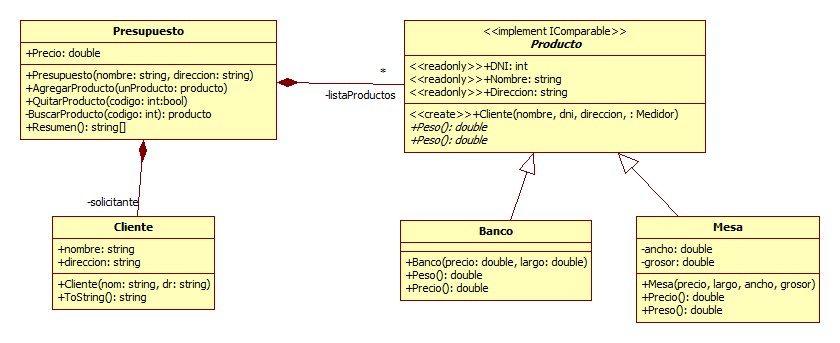 Presupuesto
+Precio: double
+Presupuesto(nombre: string, direccion: string)
+AgregarProducto(unProducto: producto)
+QuitarProducto(codigo: int:bool)
-BuscarProducto(codigo: int): producto
+Resumen(): string[]
*
-listaProductos
<<implement IComparable>>
Producto
<<readonly>>+DNI: int
<<readonly>>+Nombre: string
<<readonly>>+Direccion: string
<<create>>+Cliente(nombre, dni, direccion, : Medidor)
+Peso(): double
+Peso(): double
-solicitante
Cliente
+nombre: string
+direccion: string
+Cliente(nom: string, dr: string)
+ToString(): string
Banco
+Banco(precio: double, largo: double)
+Peso(): double
+Precio(): double
Mesa
-ancho: double
-grosor: double
+Mesa(precio, largo, ancho, grosor)
+Precio(): double
+Preso(): double